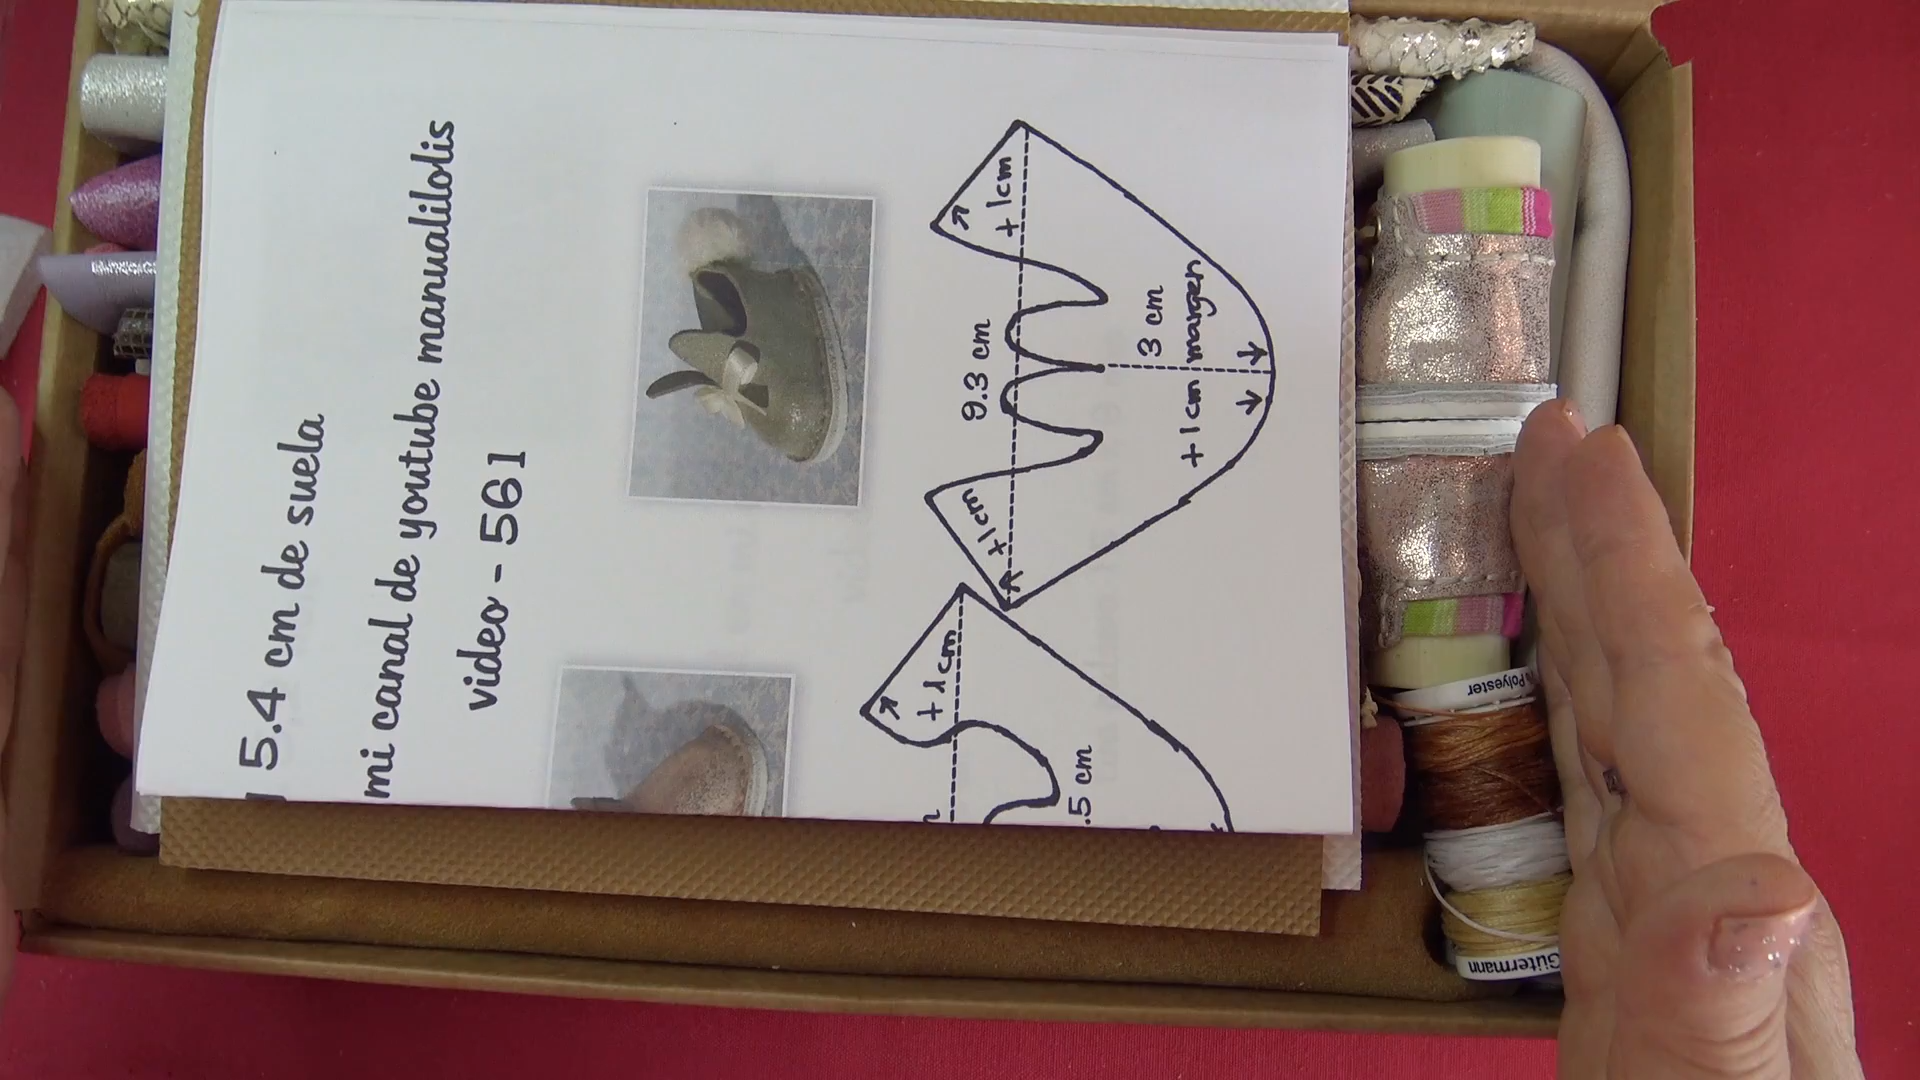 5.4 cm de suela
mi canal de youtube manualilolis
video - 561
+1cm
9.3 cm
3 cm
+1cm margen
+1cm
+1cm
.5 cm
Polyester
Gütermann